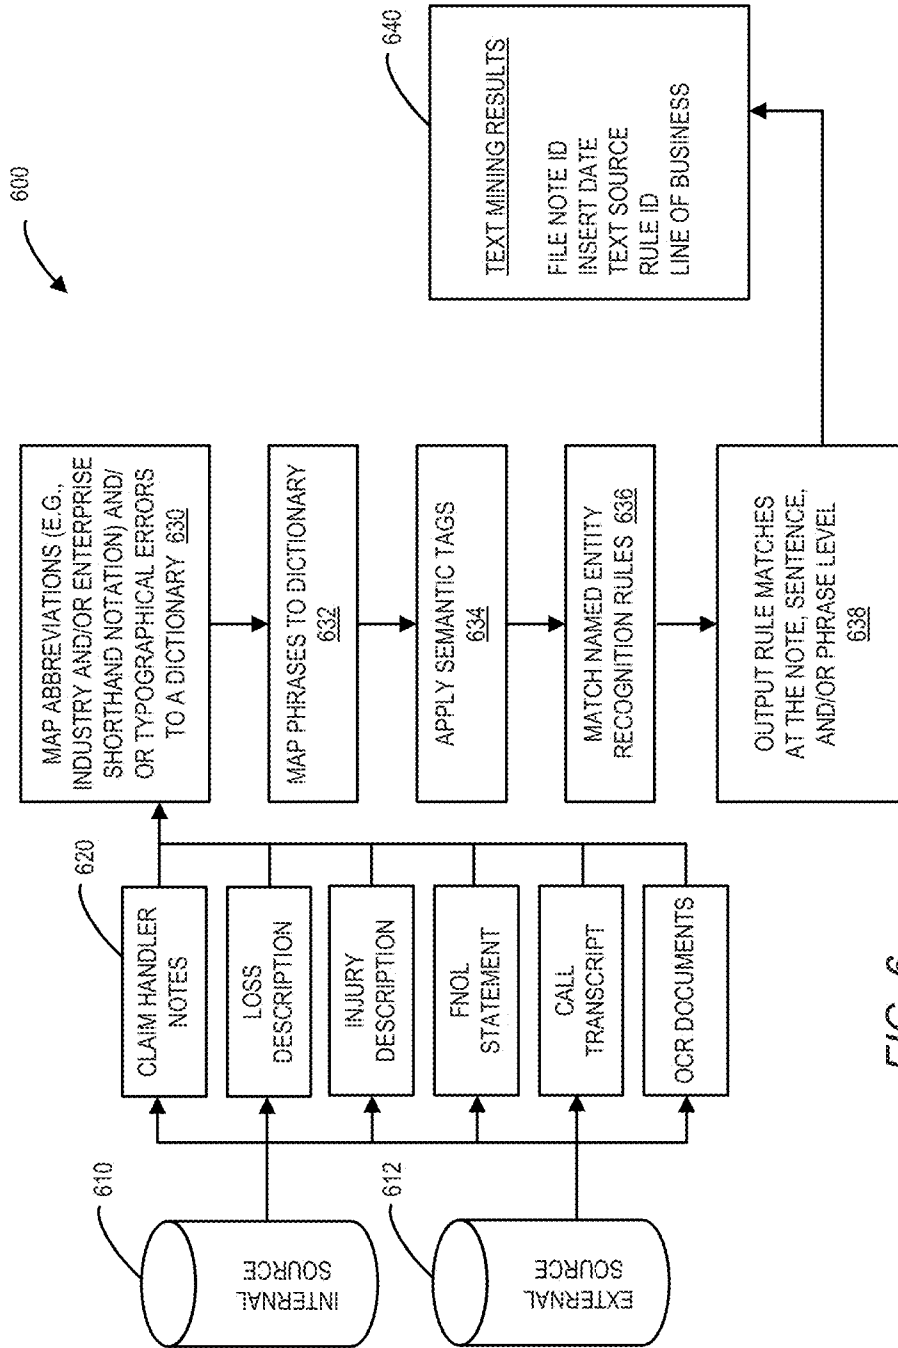 600
610
INTERNAL
SOURCE
612
EXTERNAL
SOURCE
620
CLAIM HANDLER
NOTES
LOSS
DESCRIPTION
INJURY
DESCRIPTION
FNOL
STATEMENT
CALL
TRANSCRIPT
OCR DOCUMENTS
MAP ABBREVIATIONS (E.G.,
INDUSTRY AND/OR ENTERPRISE
SHORTHAND NOTATION) AND/
OR TYPOGRAPHICAL ERRORS
TO A DICTIONARY 630
MAP PHRASES TO DICTIONARY
632
APPLY SEMANTIC TAGS
634
MATCH NAMED ENTITY
RECOGNITION RULES 636
OUTPUT RULE MATCHES
AT THE NOTE, SENTENCE,
AND/OR PHRASE LEVEL
638
640
TEXT MINING RESULTS
FILE NOTE ID
INSERT DATE
TEXT SOURCE
RULE ID
LINE OF BUSINESS
FIG. 6